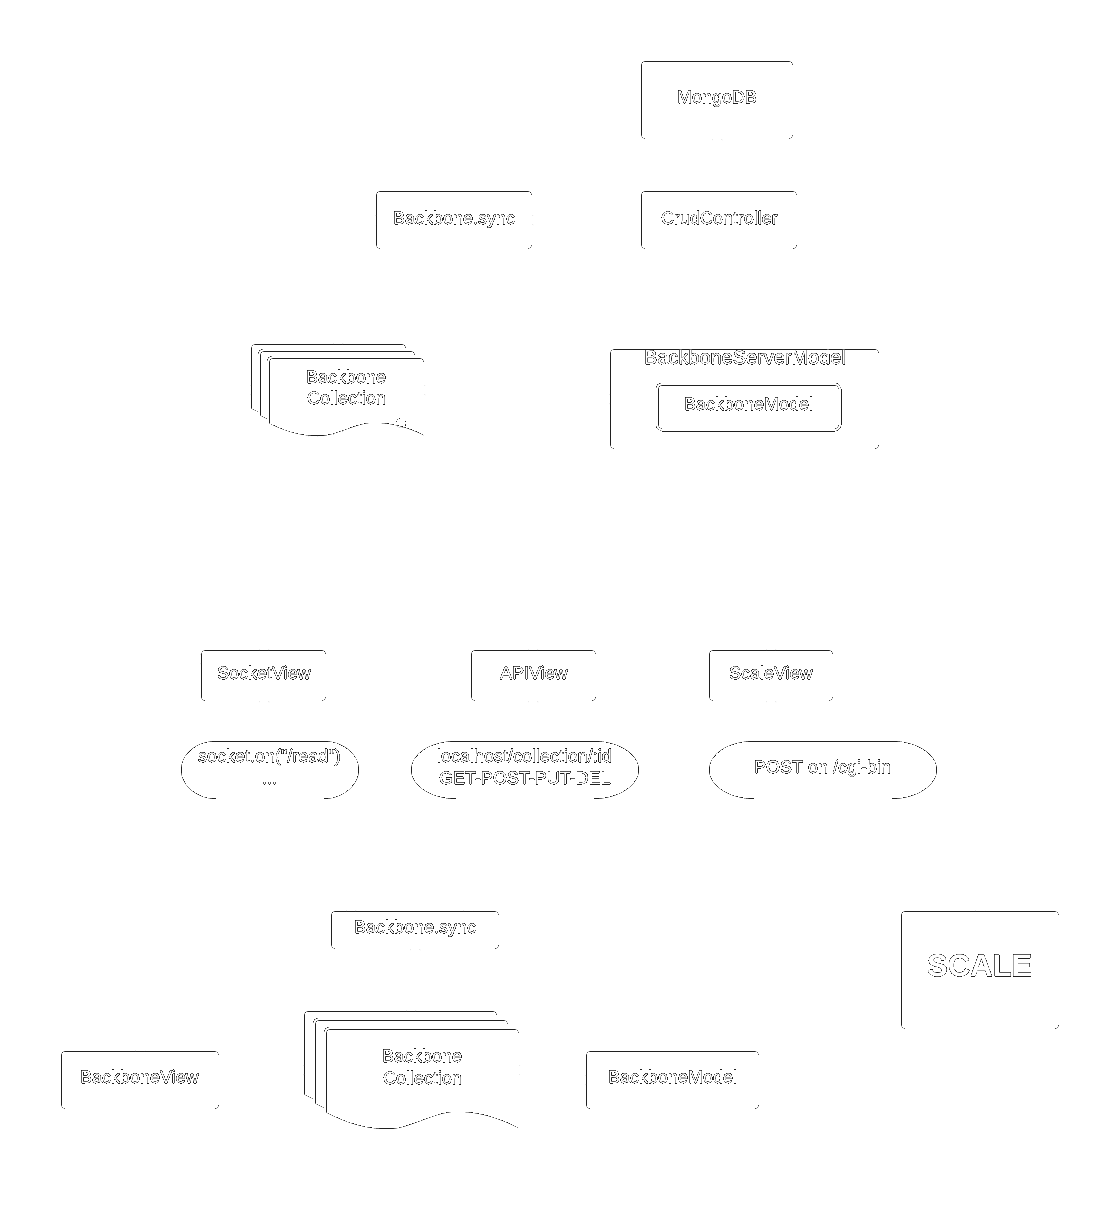 MongoDB
Backbone.sync
CrudController
Backbone
Collection
BackboneServerModel
BackboneModel
SocketView
APIView
ScaleView
socket.on("/read")
...
localhost/collection/:id
GET-POST-PUT-DEL
POST on /cgi-bin
Backbone.sync
SCALE
Backbone
Collection
BackboneView
BackboneModel